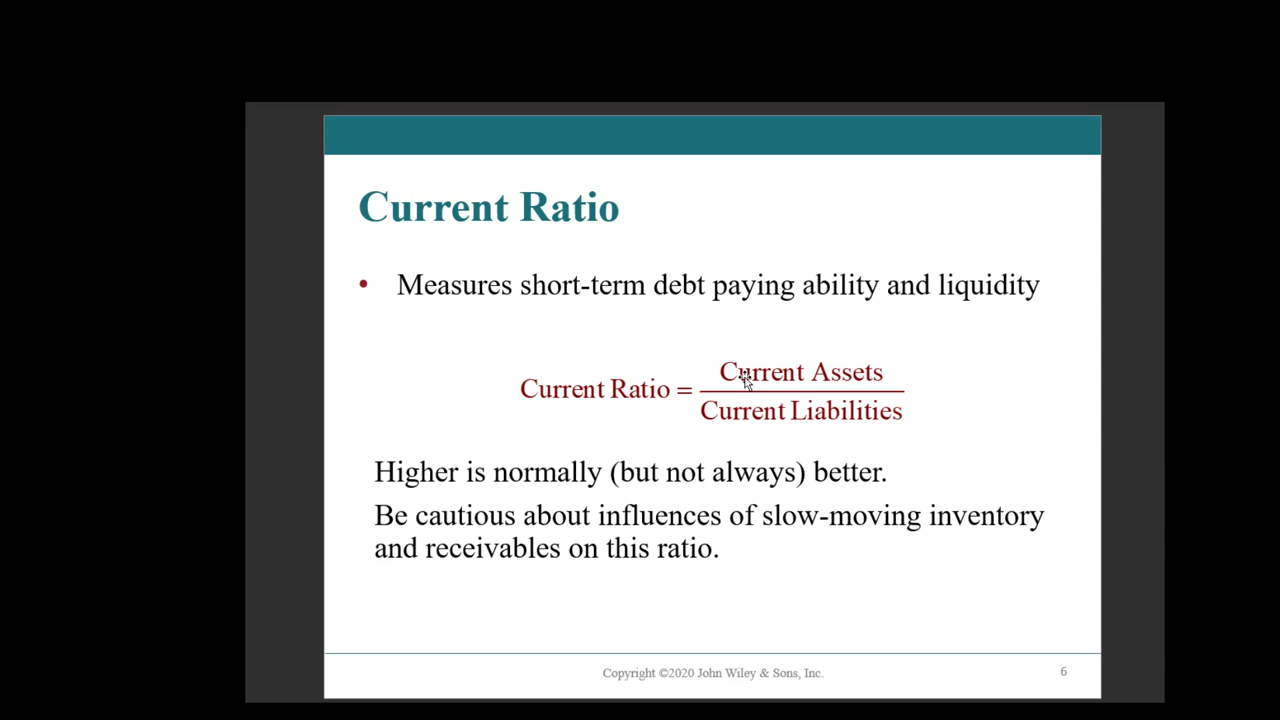 Current Ratio
• Measures short-term debt paying ability and liquidity
Current Ratio = Current Assets
Current Liabilities
Higher is normally (but not always) better.
Be cautious about influences of slow-moving inventory
and receivables on this ratio.
Copyright ©2020 John Wiley & Sons, Inc.
6